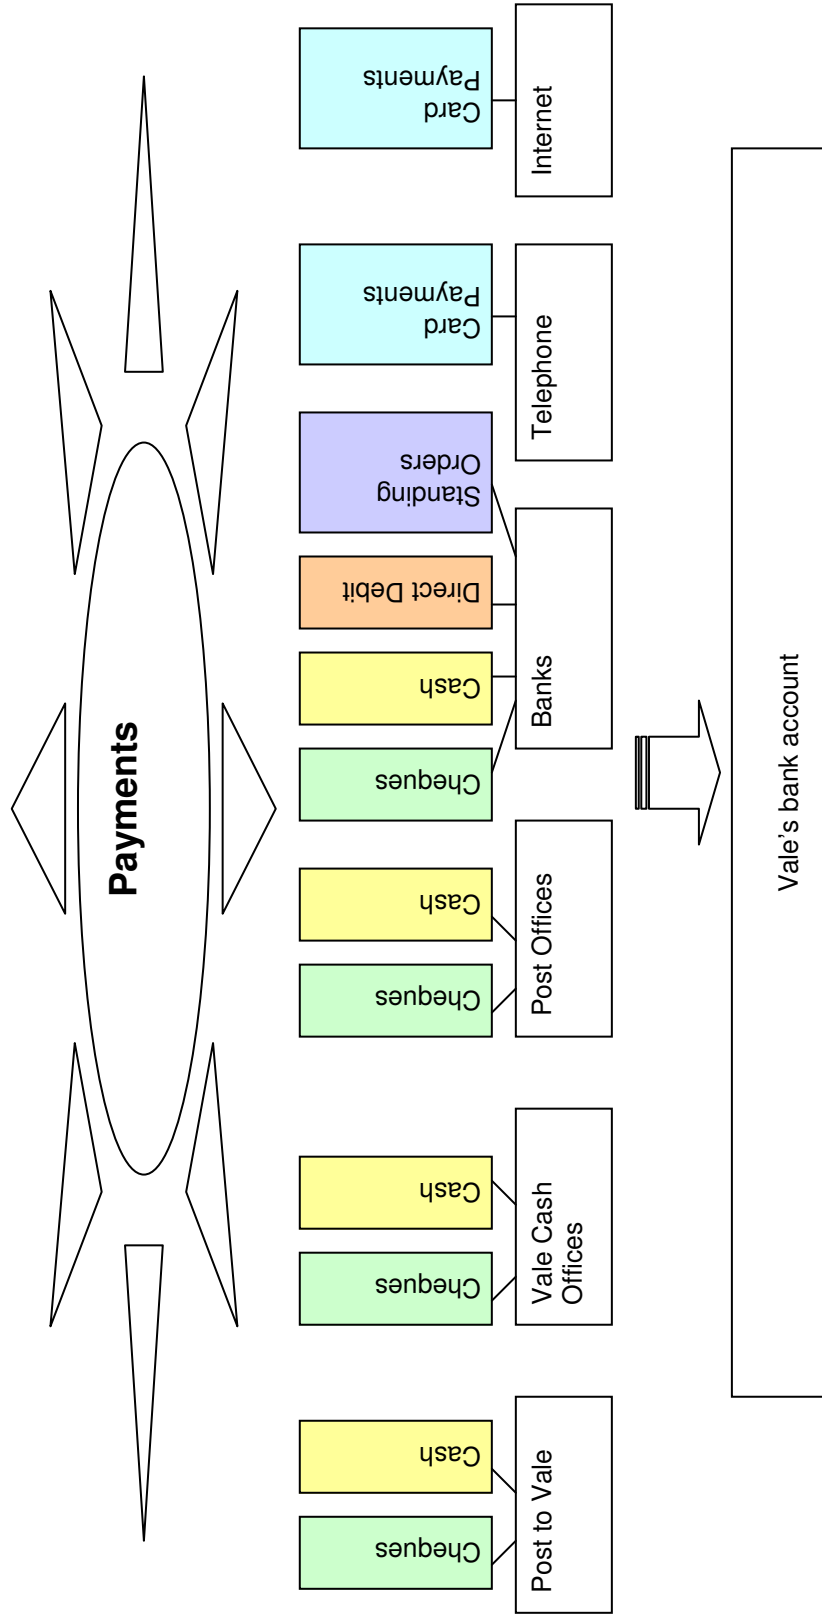 Payments
Cheques
Cash
Cheques
Cash
Cheques
Cash
Cheques
Cash
Direct Debit
Standing
Orders
Card
Payments
Card
Payments
Post to Vale
Vale Cash
Offices
Post Offices
Banks
Telephone
Internet
Vale's bank account